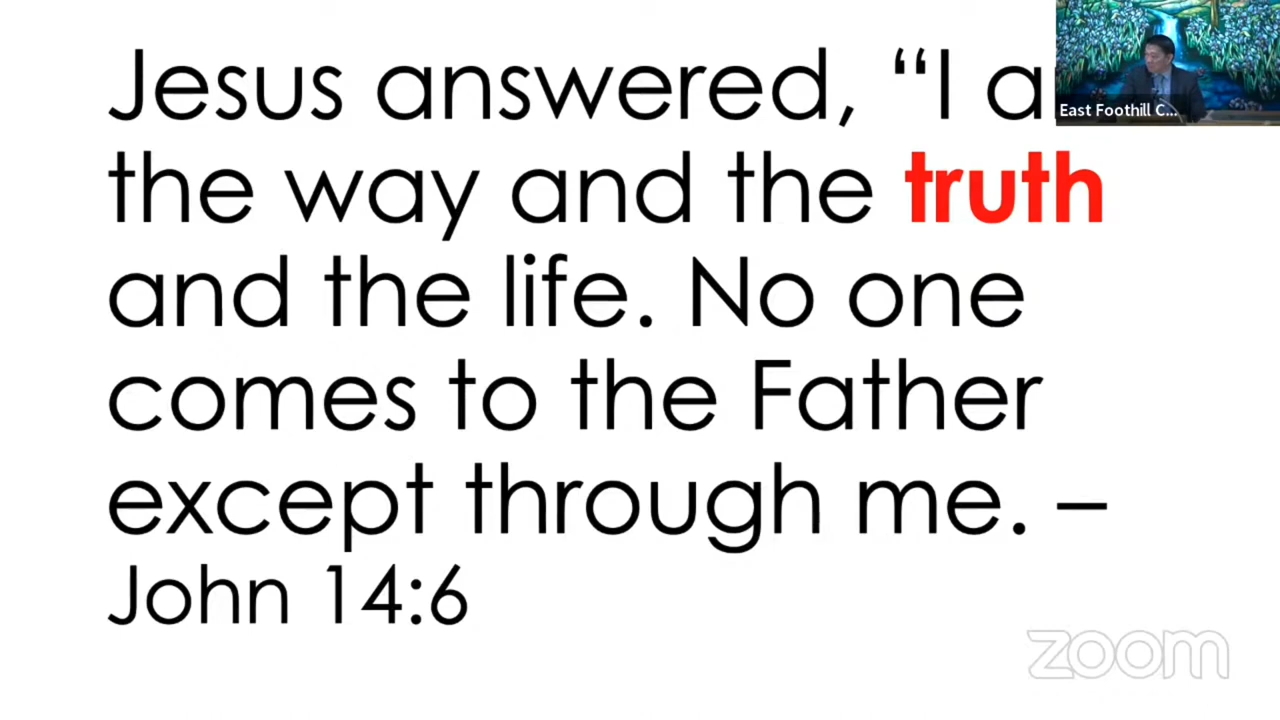 Jesus answered, “I a
the way and the truth
and the life. No one
comes to the Father
except through me. –
John 14:6
East Foothill C...
zoom